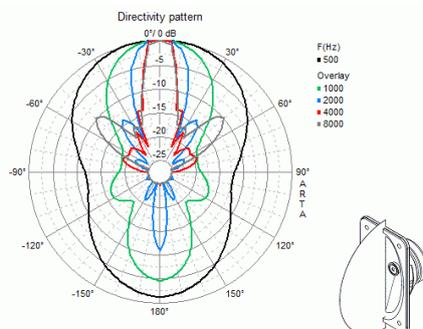 Directivity pattern
0°/ 0 dB
-30° 30°
-5
-10
-15
-20
-25
-60° 60°
-90° 90°
-120° 120°
-150° 150°
180°
F(Hz)
500
Overlay
1000
2000
4000
8000
A
R
T
A